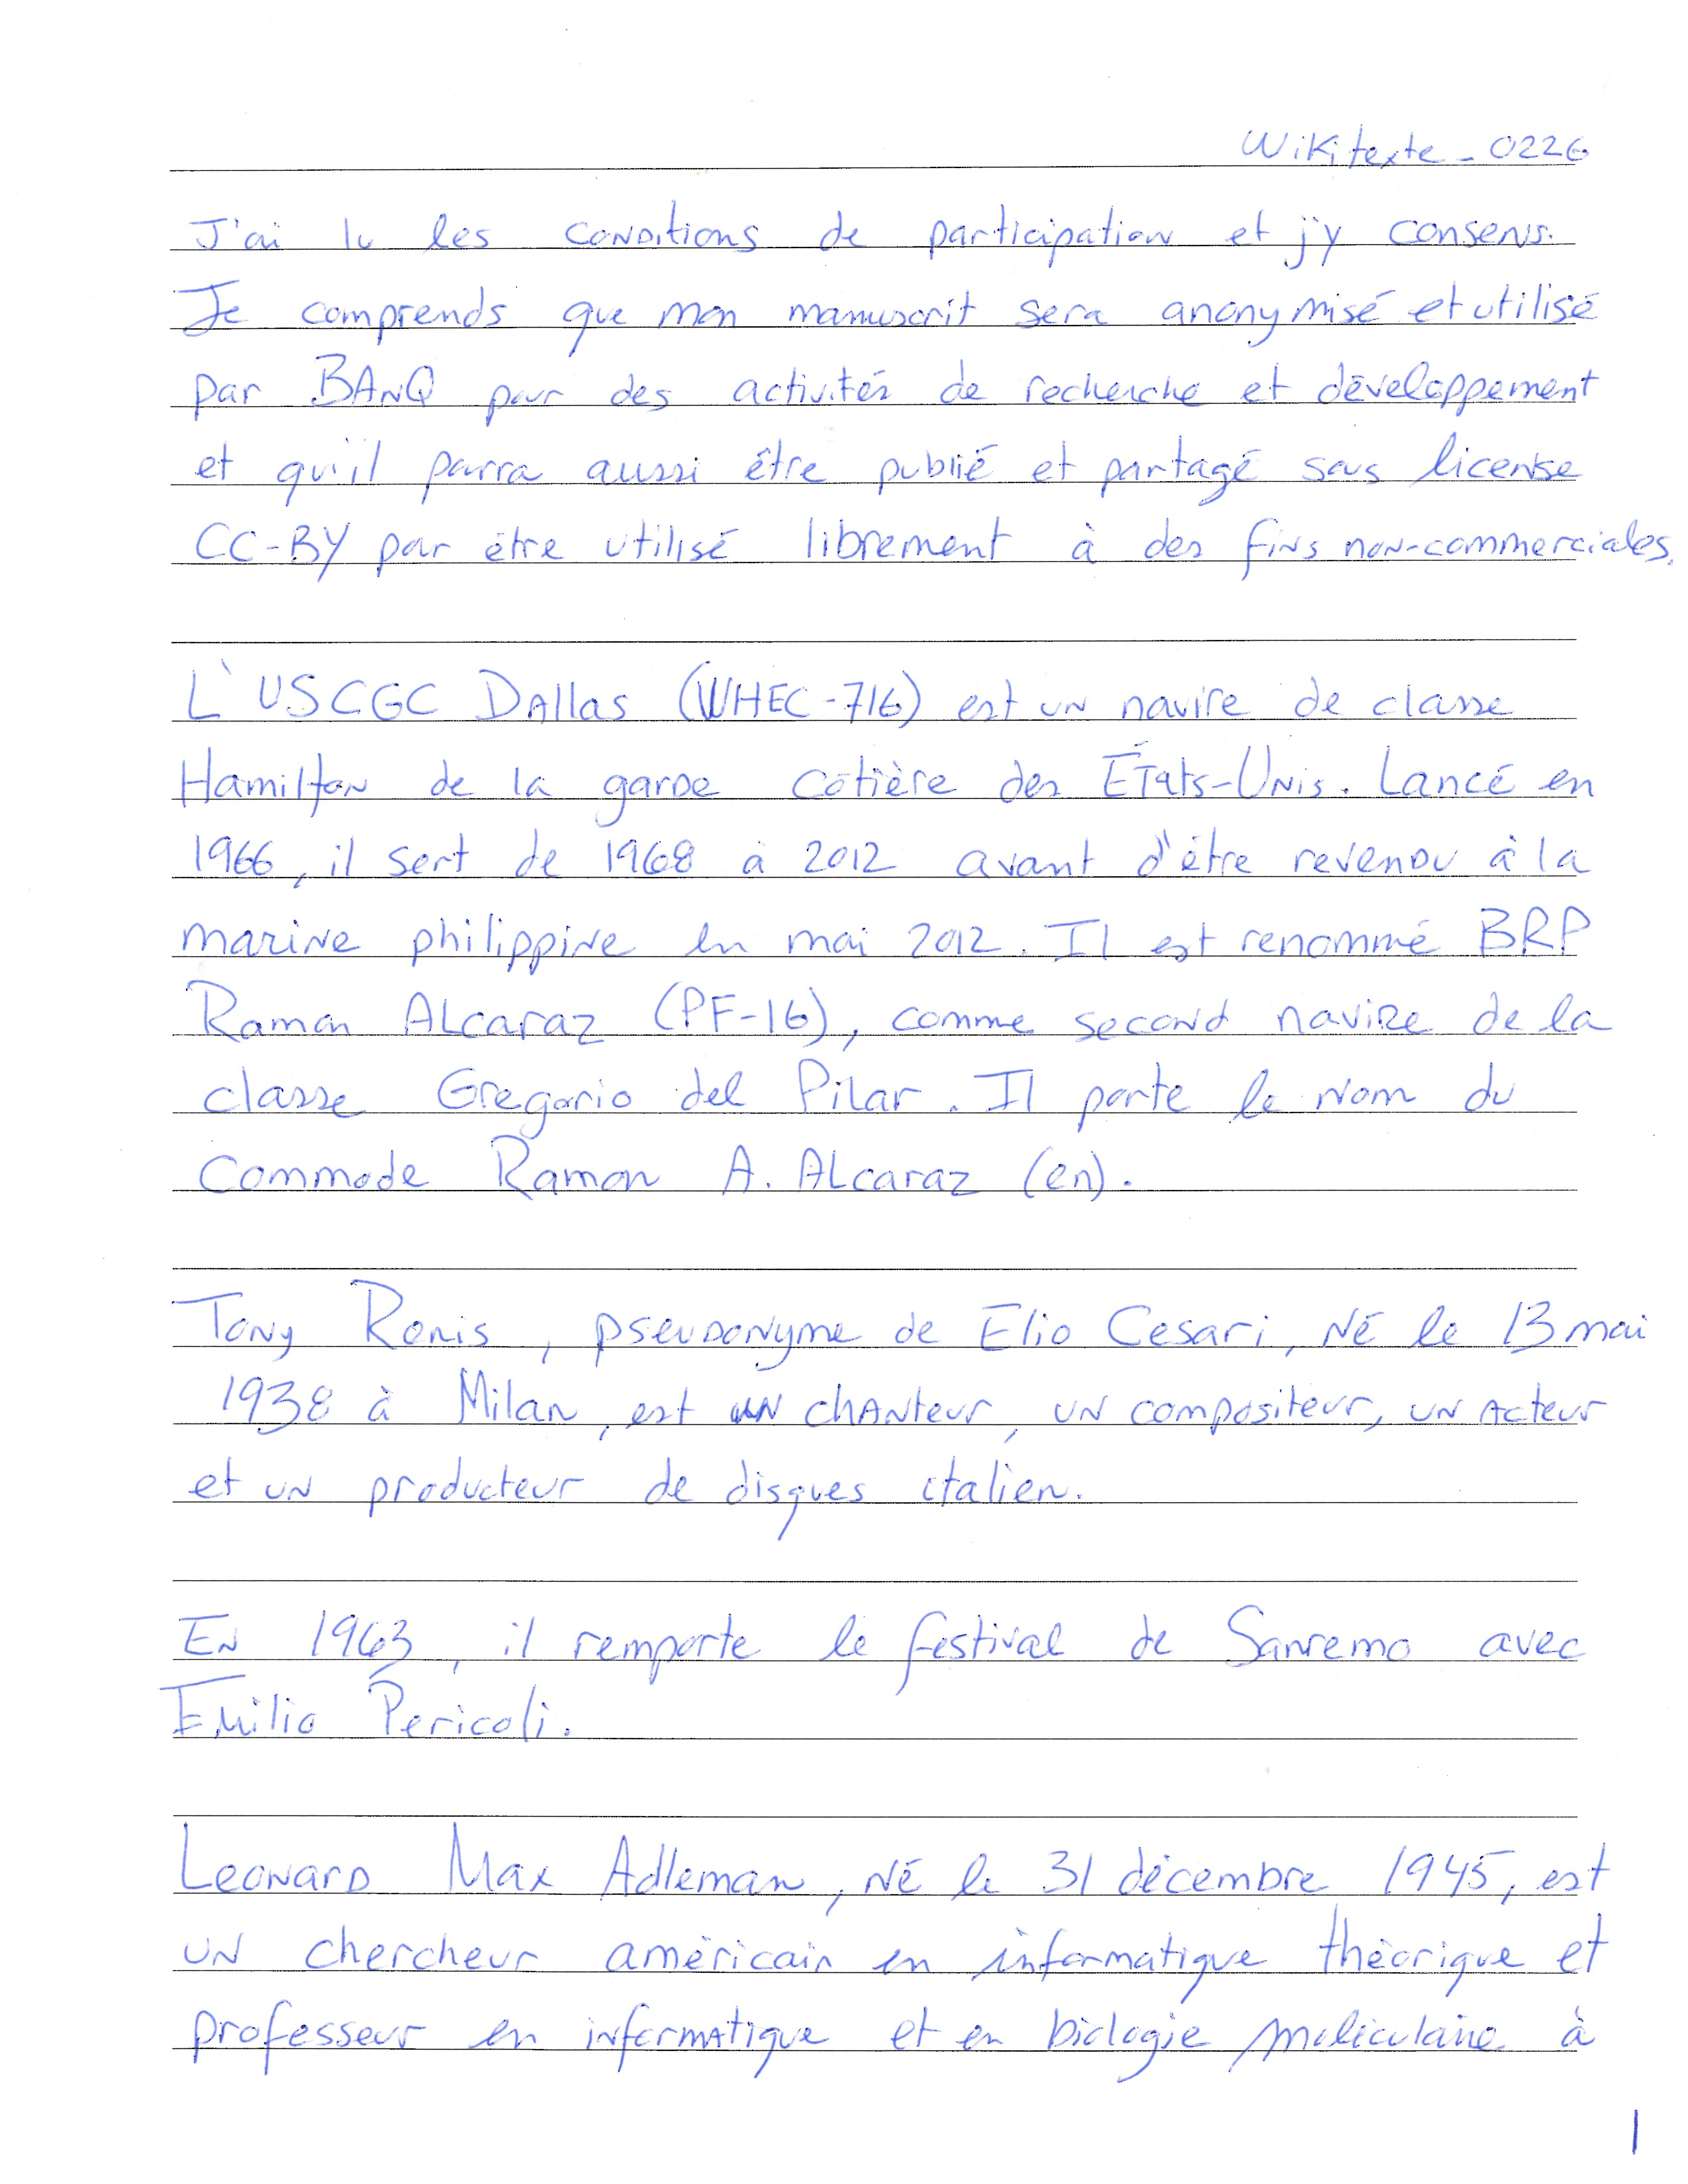 Wikitexte_0226
J'ai lu les conditions de participation et j'y consens.
Je comprends que mon manuscrit sera anonymisé et utilisé
par BAnQ pour des activités de recherche et développement
et qu'il pourra aussi être publié et partagé sous license
CC-BY pour être utilisé librement à des fins non-commerciales.
L'USCGC Dallas (WHEC-716) est un navire de classe
Hamilton de la garde côtière des États-Unis. Lancé en
1966, il sert de 1968 à 2012 avant d'être revendu à la
marine philippine en mai 2012. Il est renommé BRP
Ramon Alcaraz (PF-16), comme second navire de la
classe Gregorio del Pilar. Il porte le nom du
Commode Ramon A. Alcaraz (en).
Tony Renis, pseudonyme de Elio Cesari, né le 13 mai
1938 à Milan, est un chanteur, un compositeur, un acteur
et un producteur de disques italien.
En 1963, il remporte le festival de Sanremo avec
Emilio Pericoli.
Leonard Max Adleman, né le 31 décembre 1945, est
un chercheur américain en informatique théorique et
professeur en informatique et en biologie moléculaire à
1